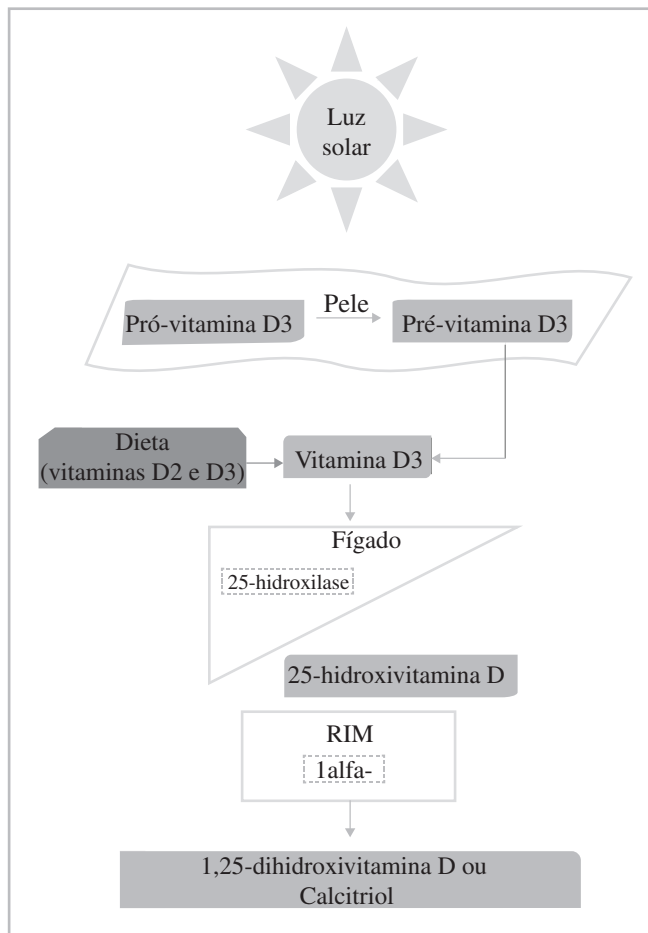 Luz
solar
Pele
Pró-vitamina D3
Pré-vitamina D3
Dieta
(vitaminas D2 e D3)
Vitamina D3
Fígado
25-hidroxilase
25-hidroxivitamina D
RIM
1alfa-
1,25-dihidroxivitamina D ou
Calcitriol